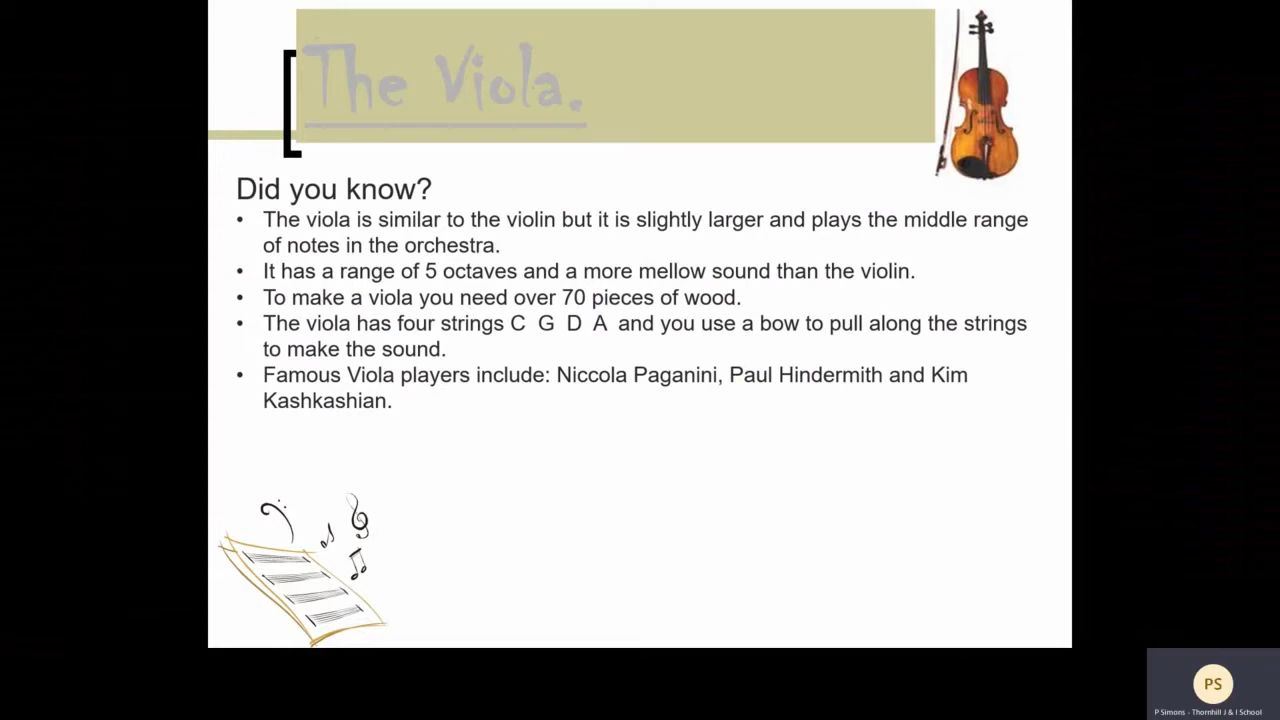 The Viola.
Did you know?
• The viola is similar to the violin but it is slightly larger and plays the middle range
of notes in the orchestra.
• It has a range of 5 octaves and a more mellow sound than the violin.
• To make a viola you need over 70 pieces of wood.
• The viola has four strings C G D A and you use a bow to pull along the strings
to make the sound.
• Famous Viola players include: Niccola Paganini, Paul Hindermith and Kim
Kashkashian.
PS
P Simons - Thornhill J & I School